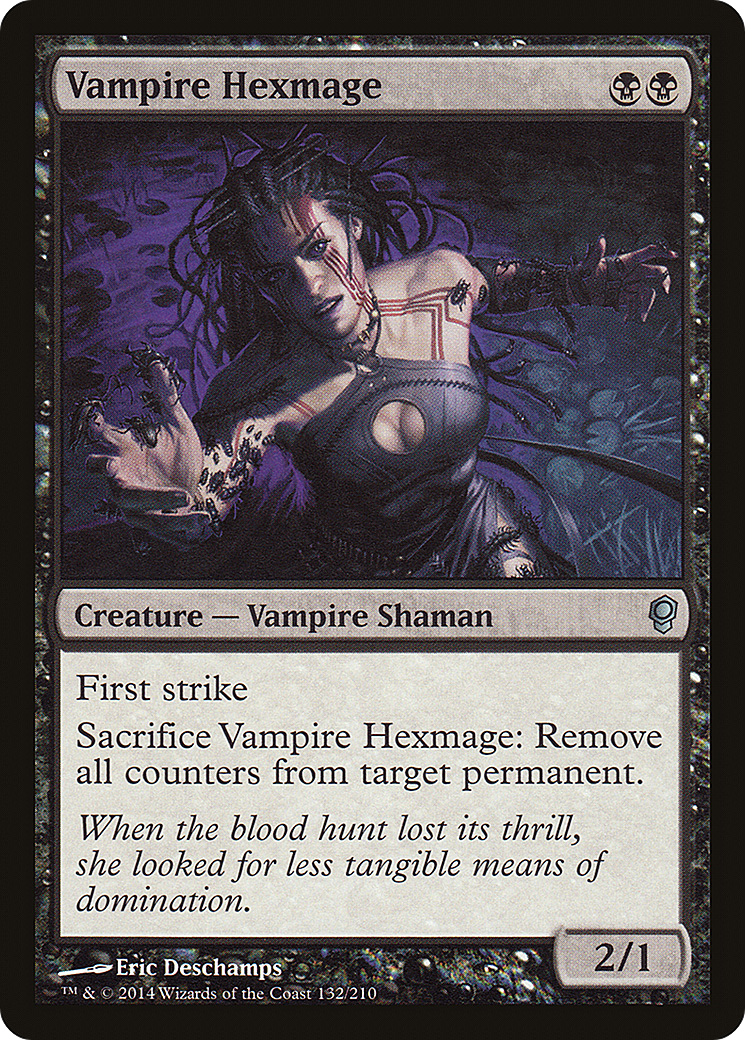 Vampire Hexmage
Creature — Vampire Shaman
First strike
Sacrifice Vampire Hexmage: Remove
all counters from target permanent.
When the blood hunt lost its thrill,
she looked for less tangible means of
domination.
2/1
Eric Deschamps
™ & © 2014 Wizards of the Coast 132/210